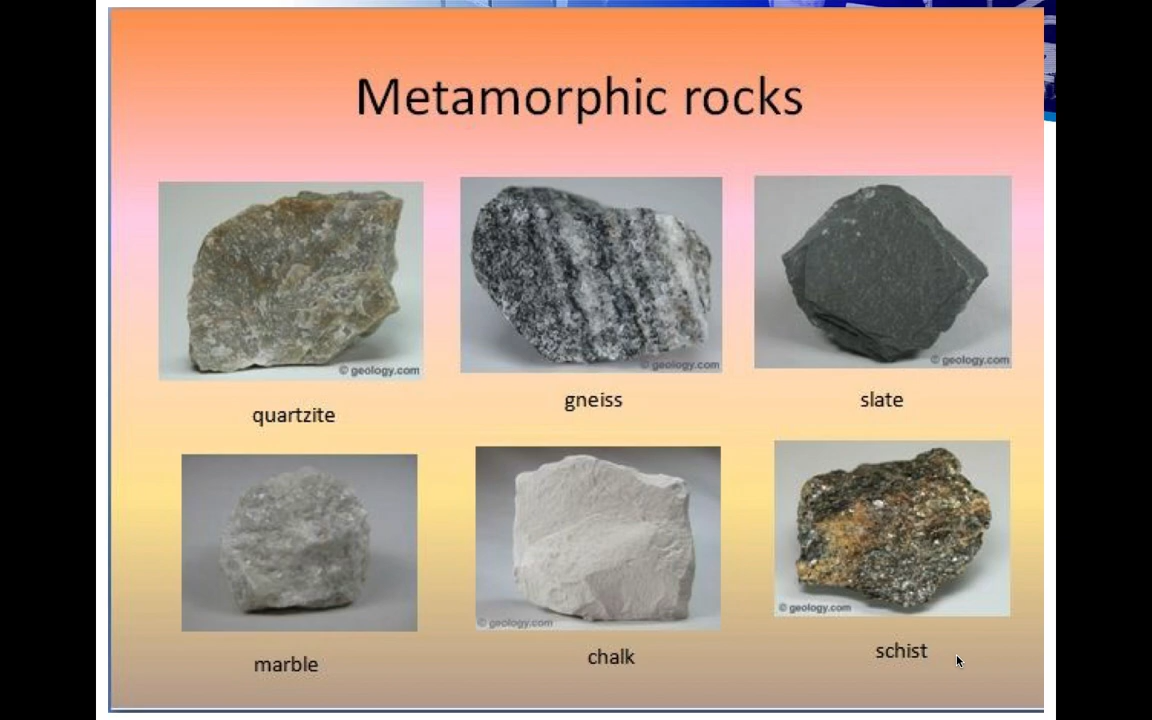 Metamorphic rocks
© geology.com
© geology.com
© geology.com
quartzite
gneiss
slate
© geology.com
© geology.com
marble
chalk
schist